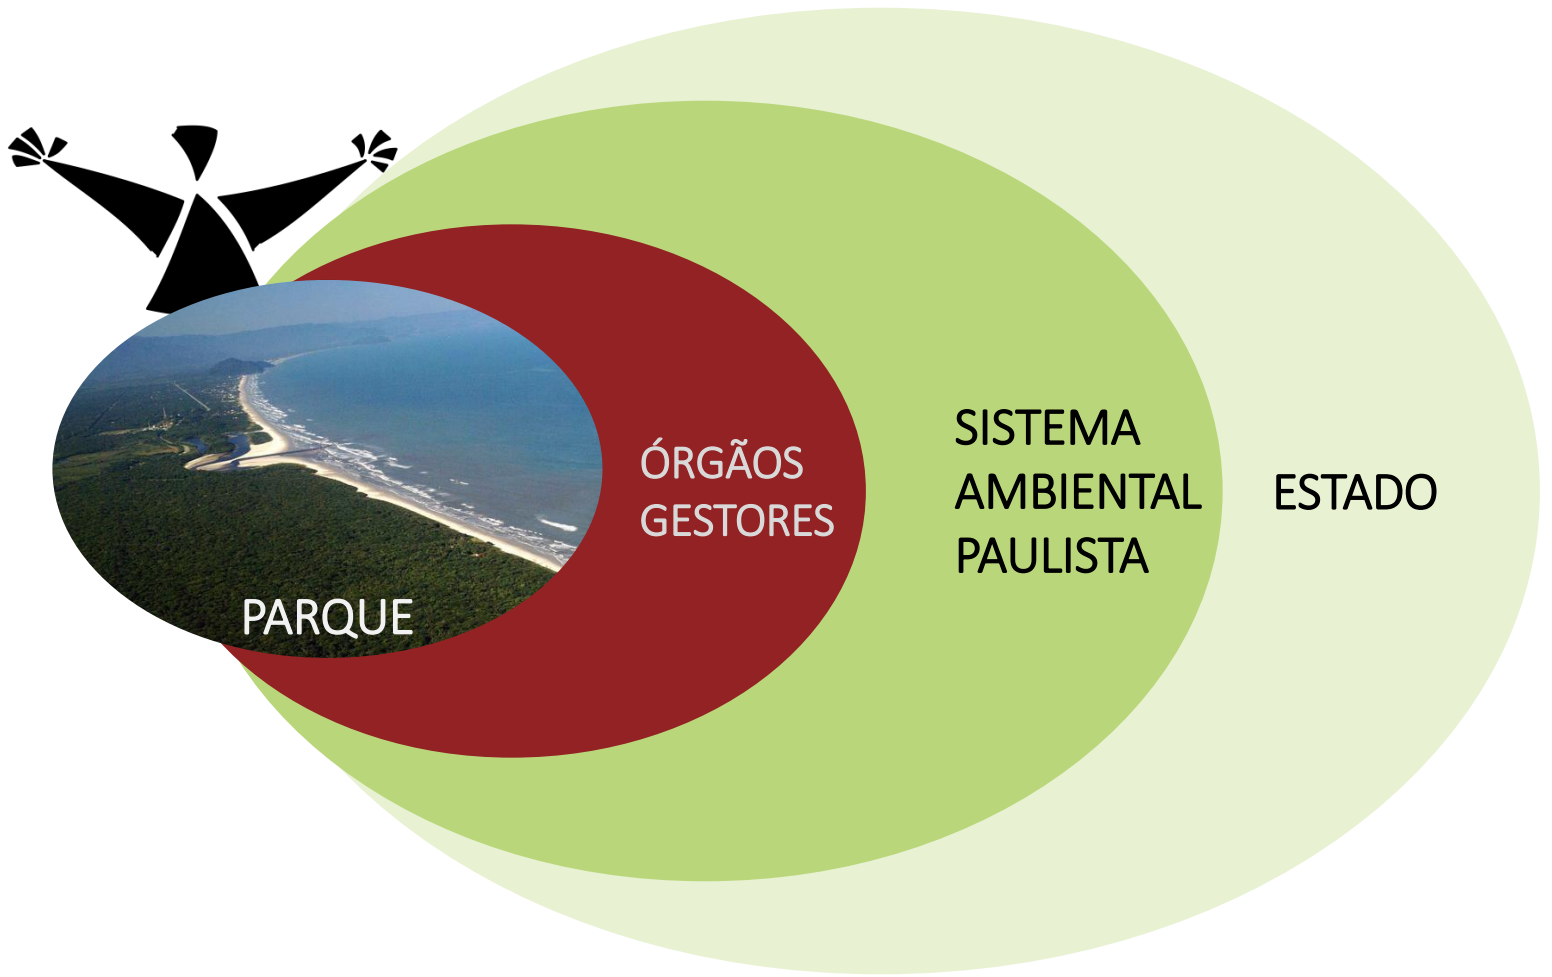 PARQUE
ÓRGÃOS
GESTORES
SISTEMA
AMBIENTAL
PAULISTA
ESTADO